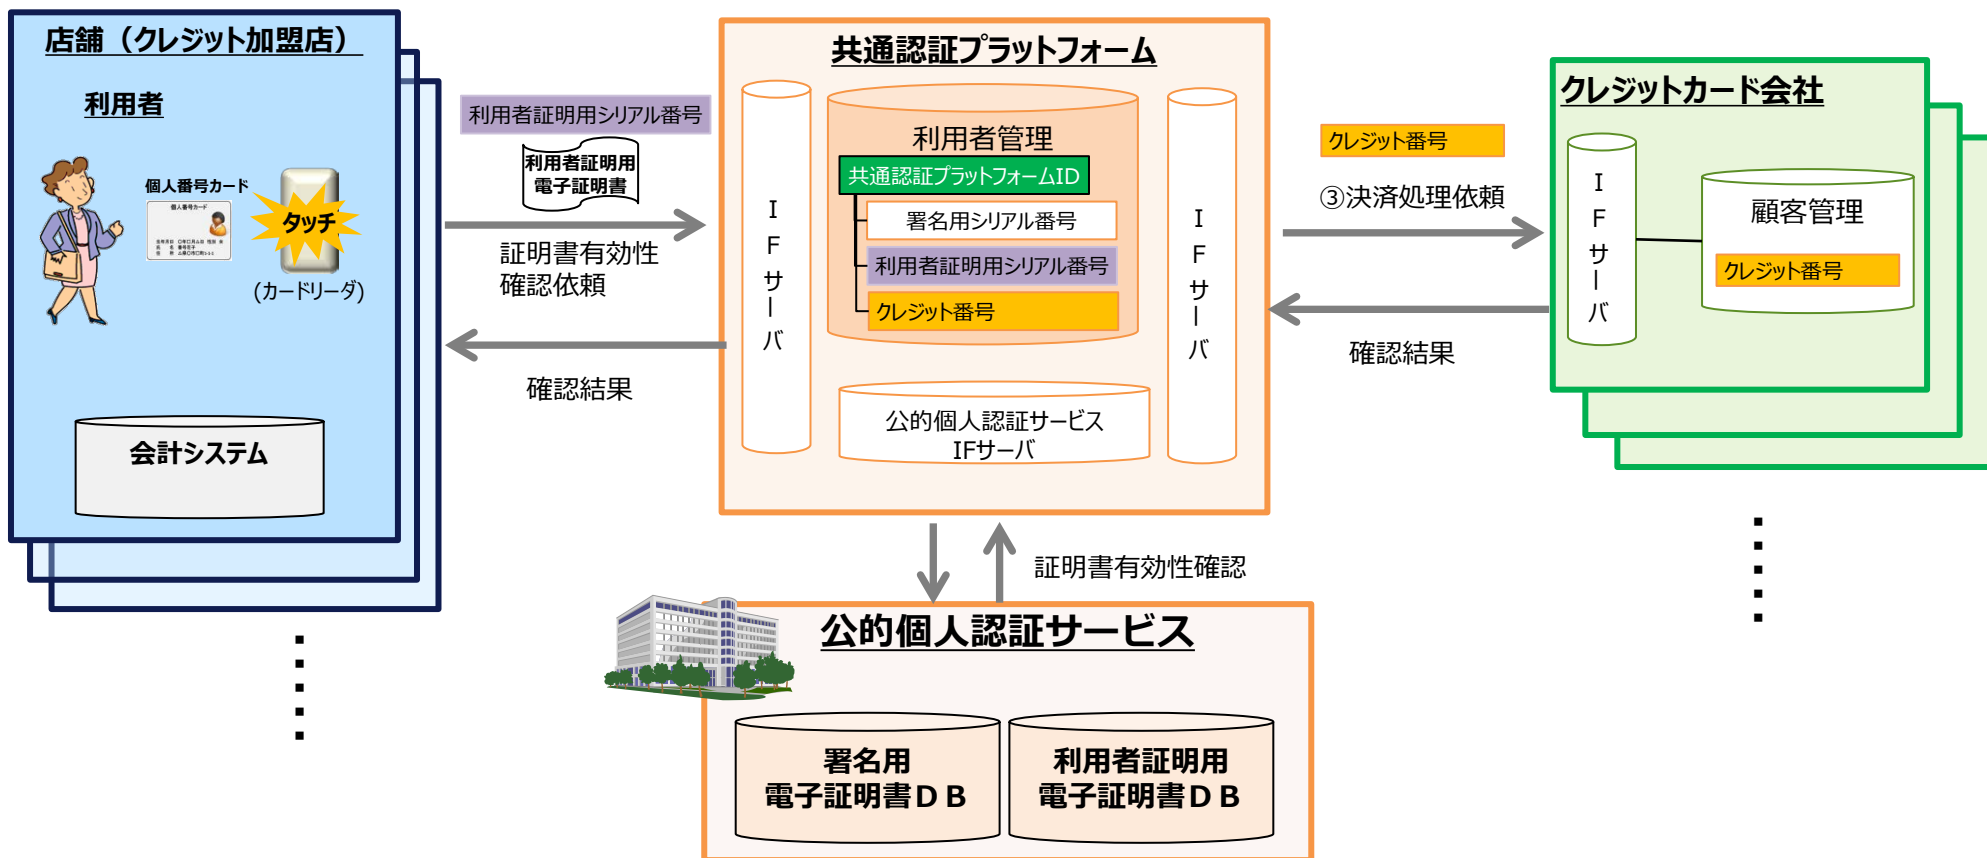 店舗（クレジット加盟店）
利用者
個人番号カード
個人番号カード
タッチ
(カードリーダ)
会計システム
利用者証明用シリアル番号
利用者証明用
電子証明書
証明書有効性
確認依頼
確認結果
共通認証プラットフォーム
IFサーバ
利用者管理
共通認証プラットフォームID
署名用シリアル番号
利用者証明用シリアル番号
クレジット番号
公的個人認証サービス
IFサーバ
IFサーバ
クレジット番号
③決済処理依頼
確認結果
クレジットカード会社
IFサーバ
顧客管理
クレジット番号
証明書有効性確認
公的個人認証サービス
署名用
電子証明書ＤＢ
利用者証明用
電子証明書ＤＢ